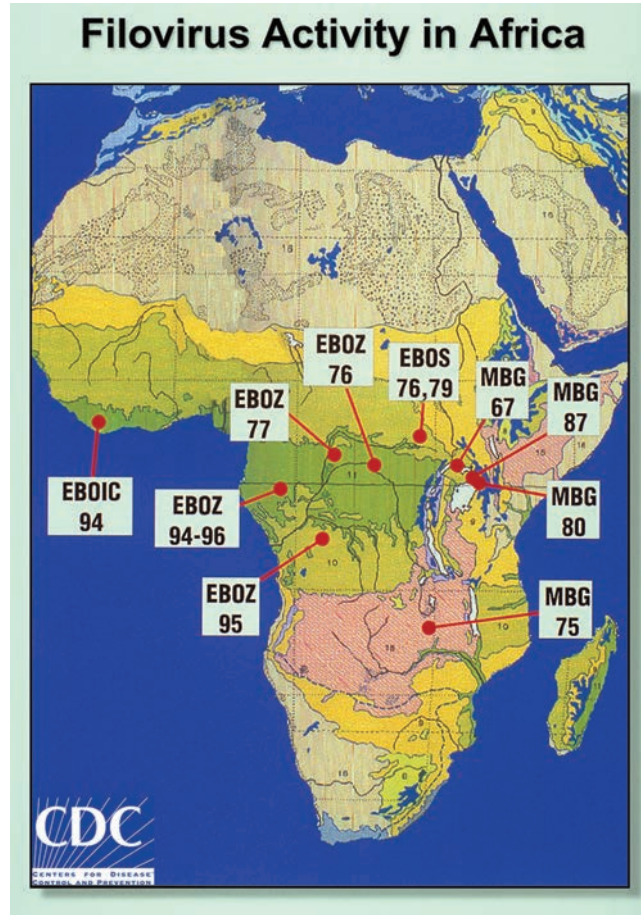 Filovirus Activity in Africa
EBOZ
76
EBOS
76,79
MBG
67
MBG
87
EBOZ
77
EBOIC
94
EBOZ
94-96
MBG
80
EBOZ
95
MBG
75
CDC
CENTERS FOR DISEASE
CONTROL AND PREVENTION